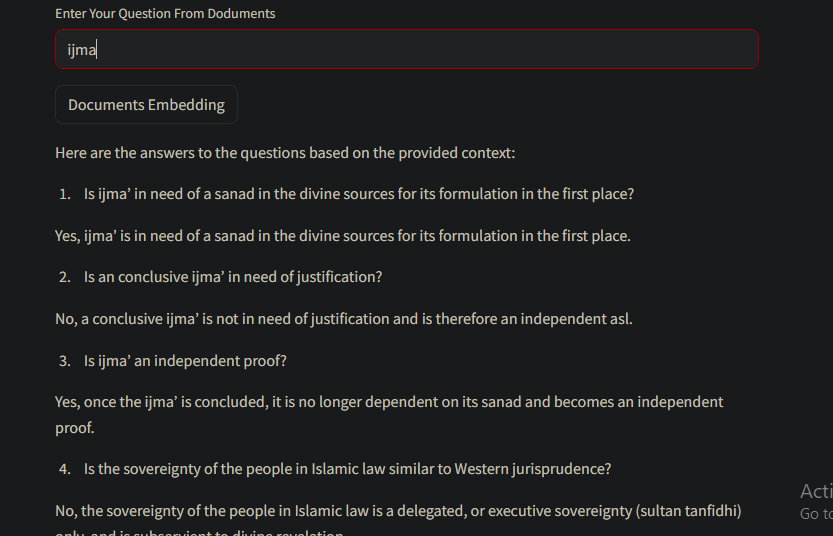 Enter Your Question From Doduments
ijma
Documents Embedding
Here are the answers to the questions based on the provided context:
1. Is ijma’ in need of a sanad in the divine sources for its formulation in the first place?
Yes, ijma’ is in need of a sanad in the divine sources for its formulation in the first place.
2. Is an conclusive ijma’ in need of justification?
No, a conclusive ijma’ is not in need of justification and is therefore an independent asl.
3. Is ijma’ an independent proof?
Yes, once the ijma’ is concluded, it is no longer dependent on its sanad and becomes an independent
proof.
4. Is the sovereignty of the people in Islamic law similar to Western jurisprudence?
No, the sovereignty of the people in Islamic law is a delegated, or executive sovereignty (sultan tanfidhi)
only, and is subservient to divine revelation.
Go to